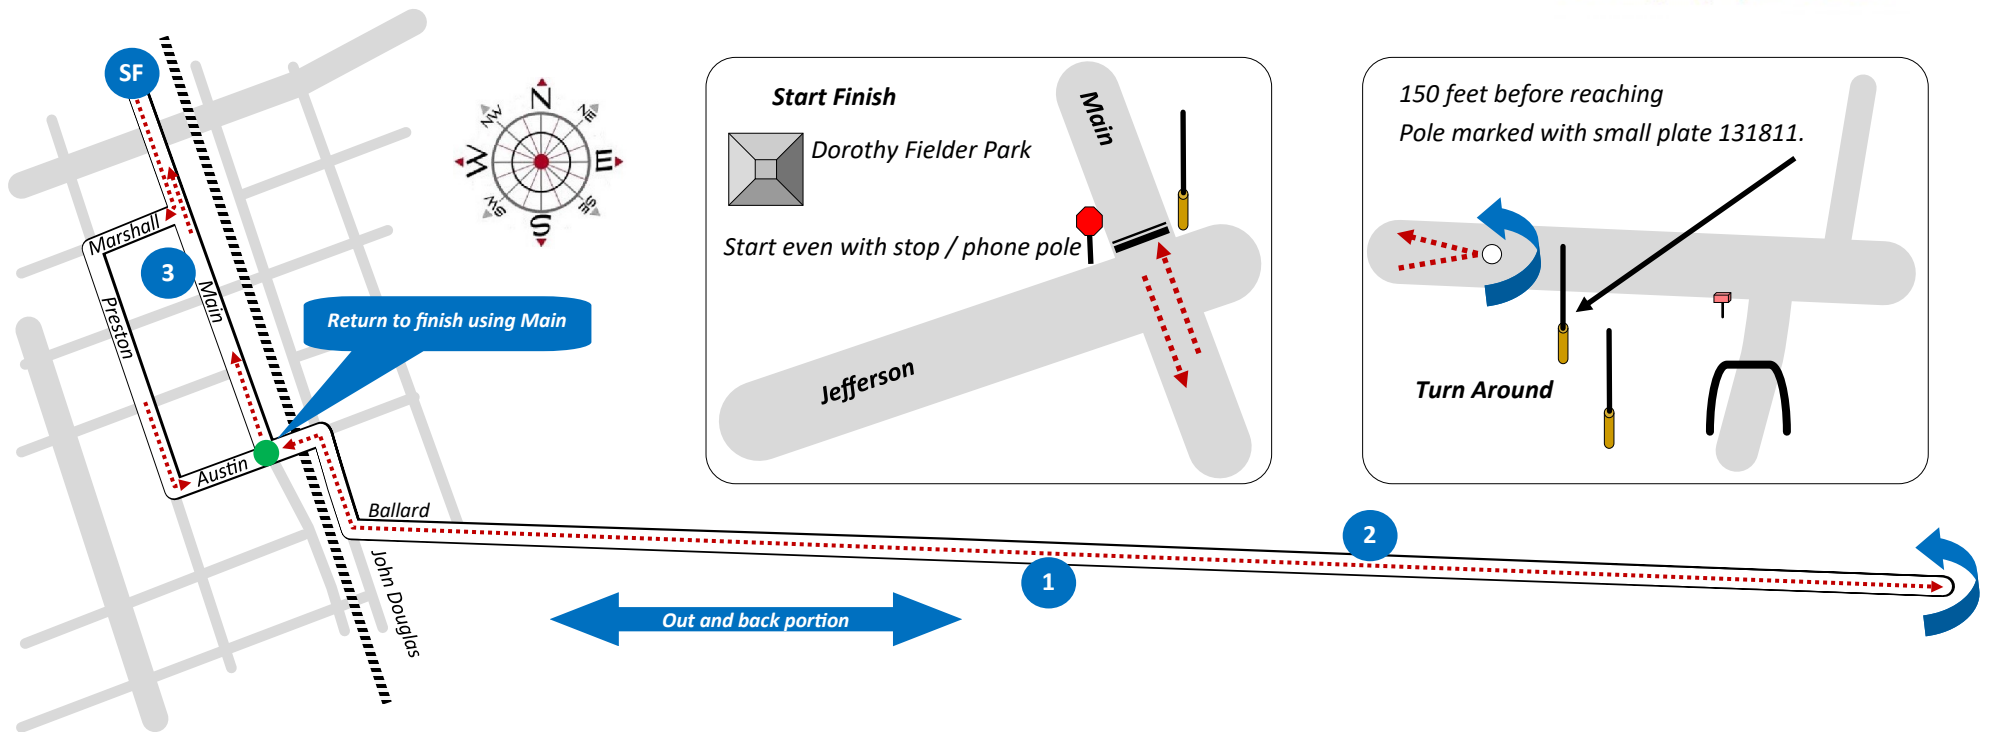 SF
N
NE
E
SE
S
SW
W
NW
Marshall
3
Main
Preston
Return to finish using Main
Austin
Ballard
John Douglas
1
2
Out and back portion
Start Finish
Dorothy Fielder Park
Start even with stop / phone pole
Main
Jefferson
150 feet before reaching
Pole marked with small plate 131811.
Turn Around